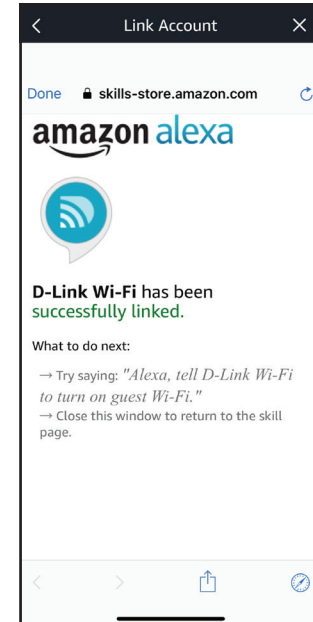 Link Account
Done skills-store.amazon.com
amazon alexa
D-Link Wi-Fi has been
successfully linked.
What to do next:
→ Try saying: "Alexa, tell D-Link Wi-Fi
to turn on guest Wi-Fi."
→ Close this window to return to the skill
page.